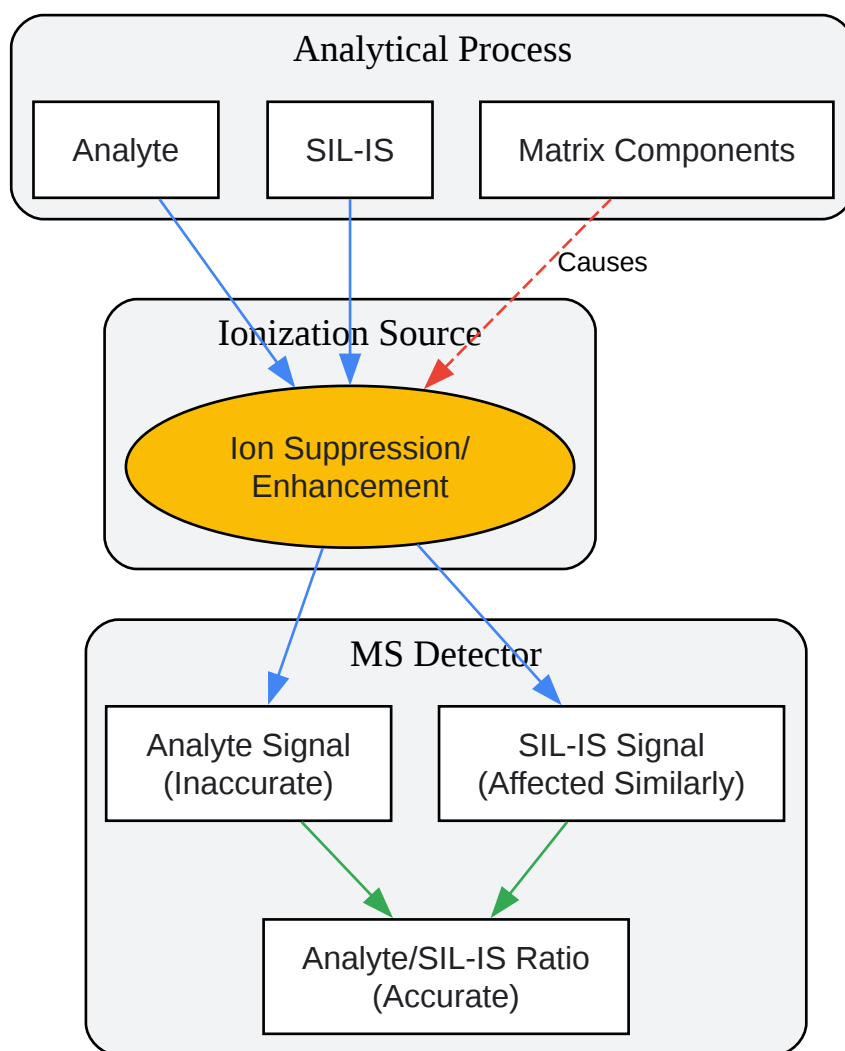 Analytical Process
Analyte
SIL-IS
Matrix Components
Causes
Ionization Source
Ion Suppression/
Enhancement
MS Detector
Analyte Signal
(Inaccurate)
SIL-IS Signal
(Affected Similarly)
Analyte/SIL-IS Ratio
(Accurate)